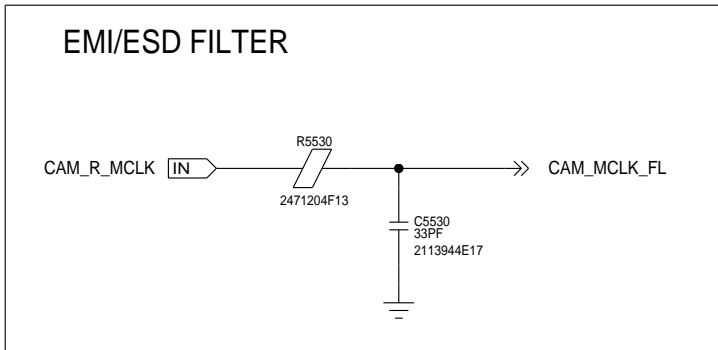 EMI/ESD FILTER
R5530
CAM_R_MCLK IN CAM_MCLK_FL
2471204F13
C5530
33PF
2113944E17